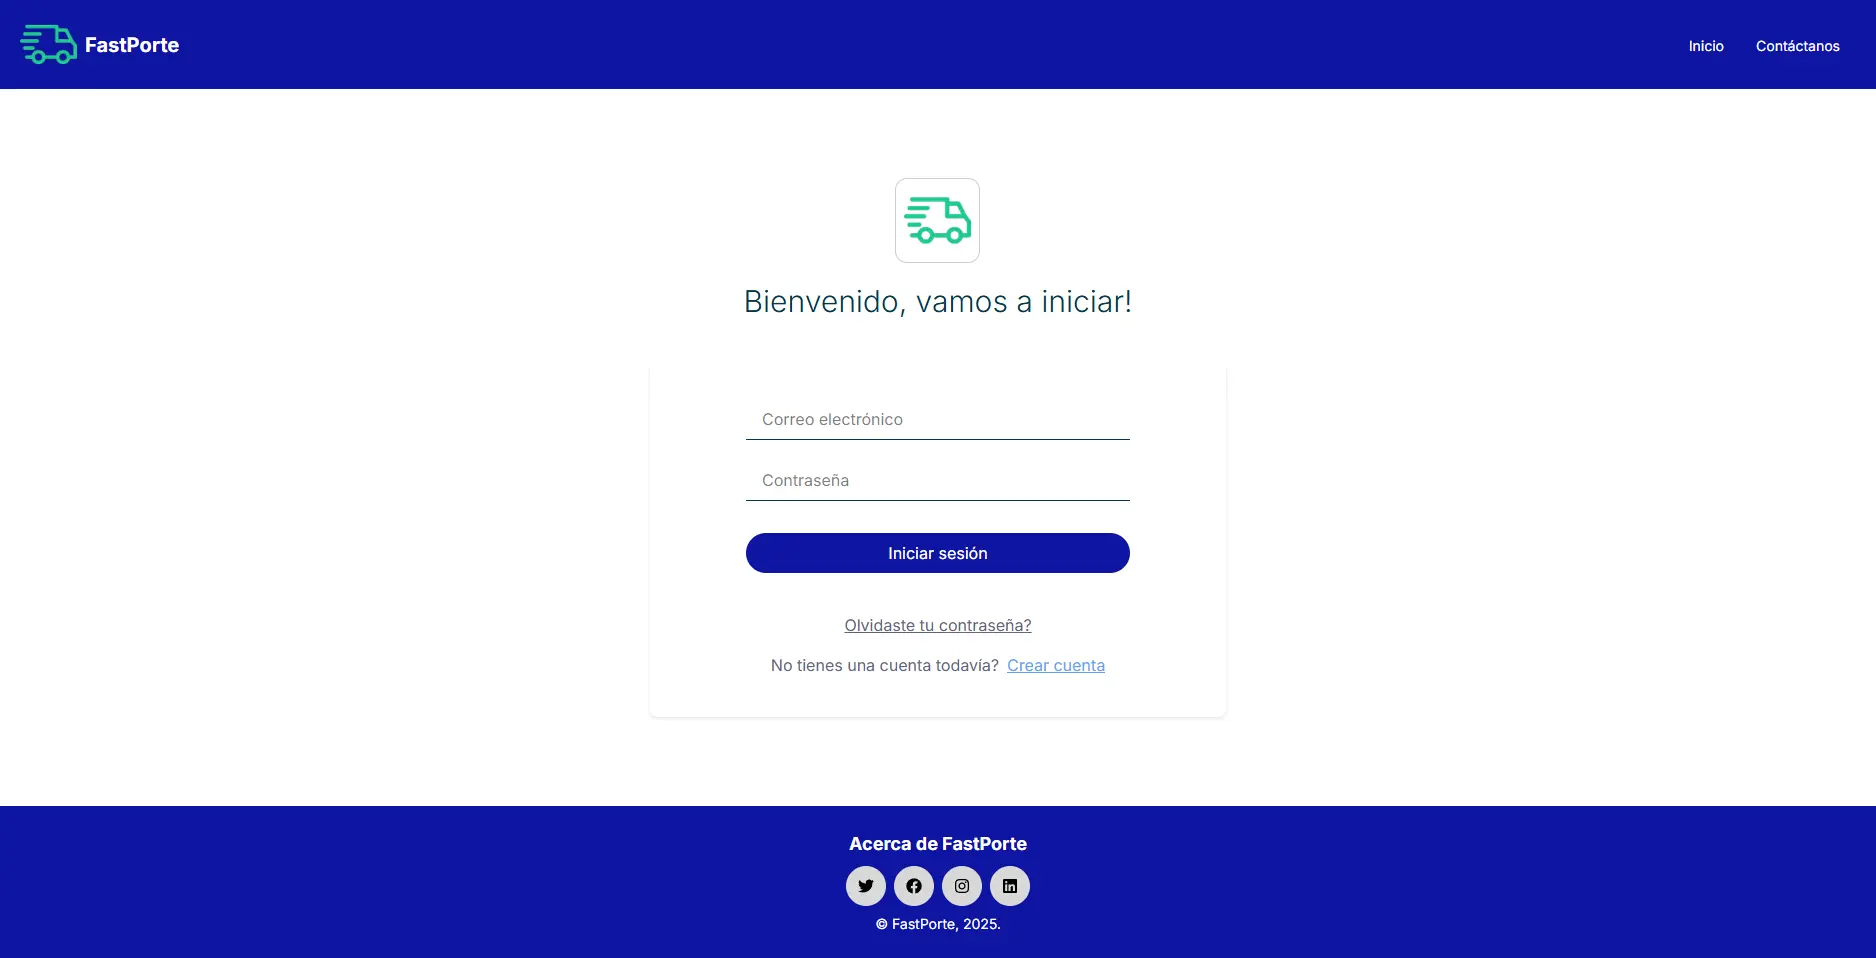 FastPorte
Inicio
Contáctanos
Bienvenido, vamos a iniciar!
Correo electrónico
Contraseña
Iniciar sesión
Olvidaste tu contraseña?
No tienes una cuenta todavía? Crear cuenta
Acerca de FastPorte
© FastPorte, 2025.